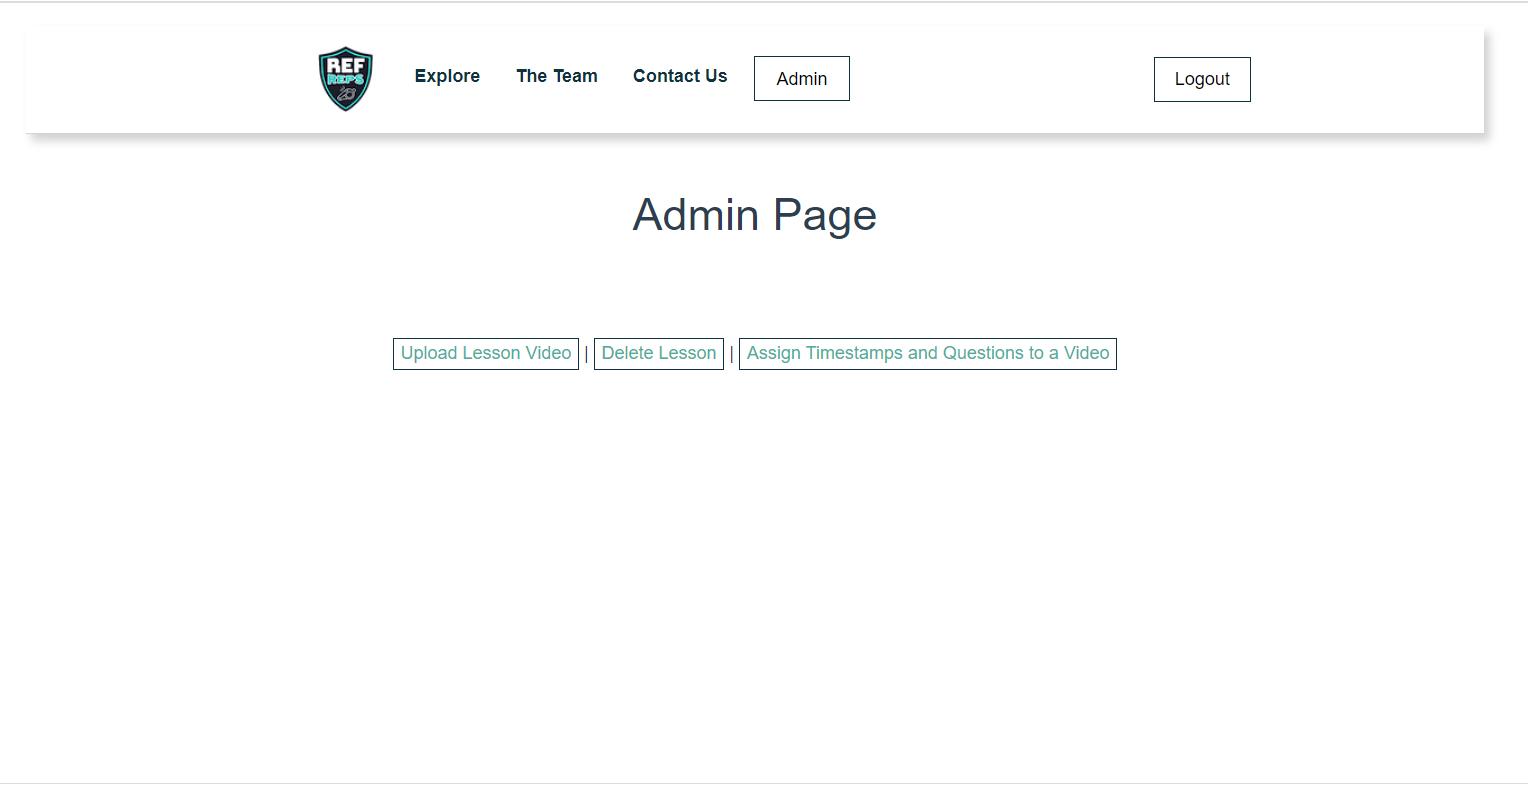 REF
REPS
Explore The Team Contact Us Admin Logout
Admin Page
Upload Lesson Video | Delete Lesson | Assign Timestamps and Questions to a Video